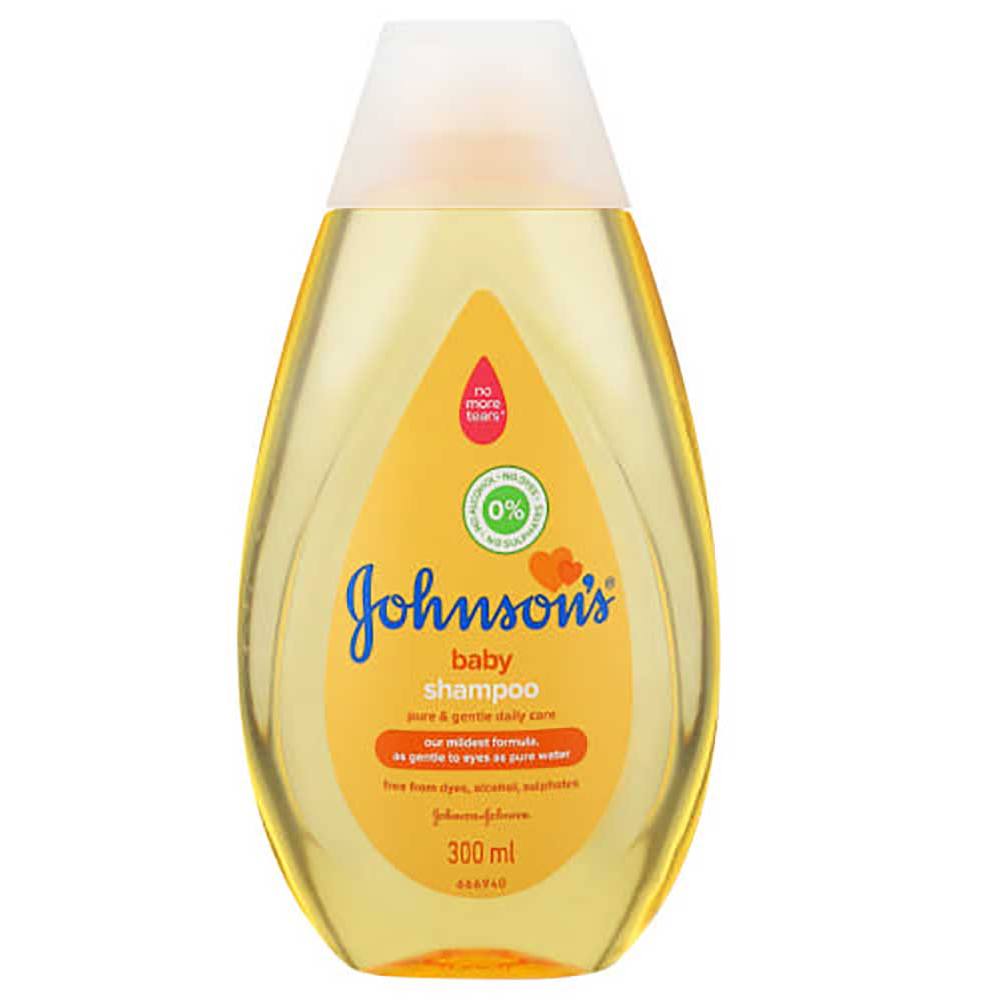 no
more
tears®
NO ALCOHOL • NO DYES • NO SULPHATES •
0%
Johnson's®
baby
shampoo
pure & gentle daily care
our mildest formula,
as gentle to eyes as pure water
free from dyes, alcohol, sulphates
Johnson+Johnson
300 ml
666940